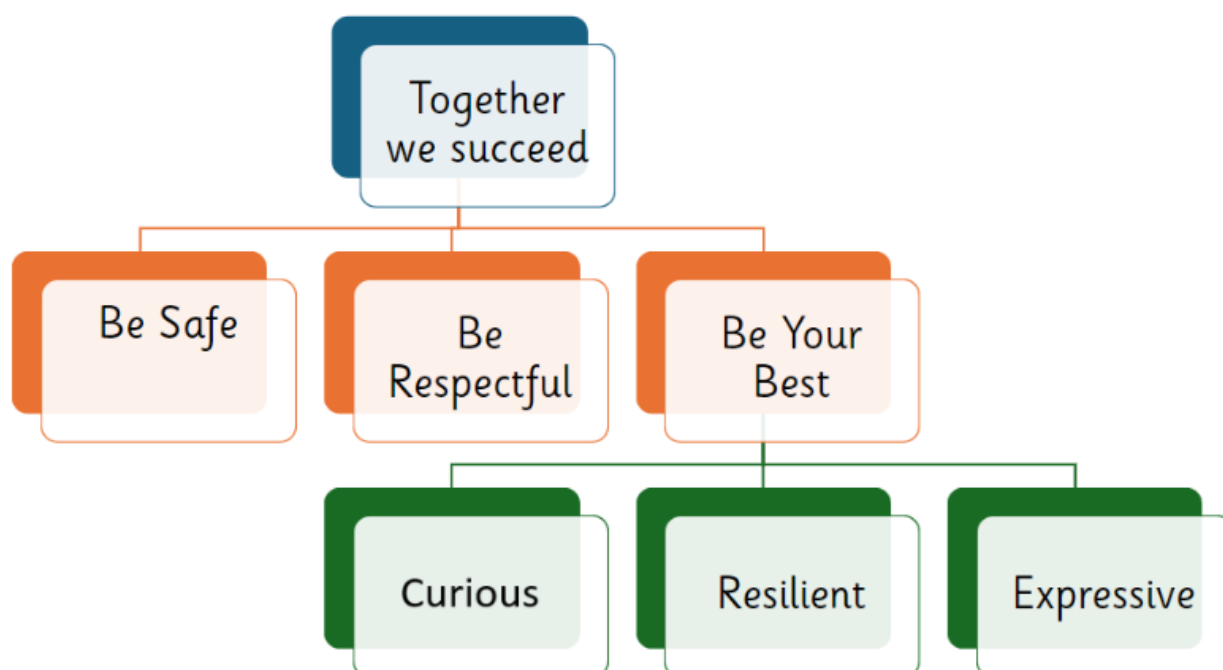 Together
we succeed
Be Safe
Be
Respectful
Be Your
Best
Curious
Resilient
Expressive